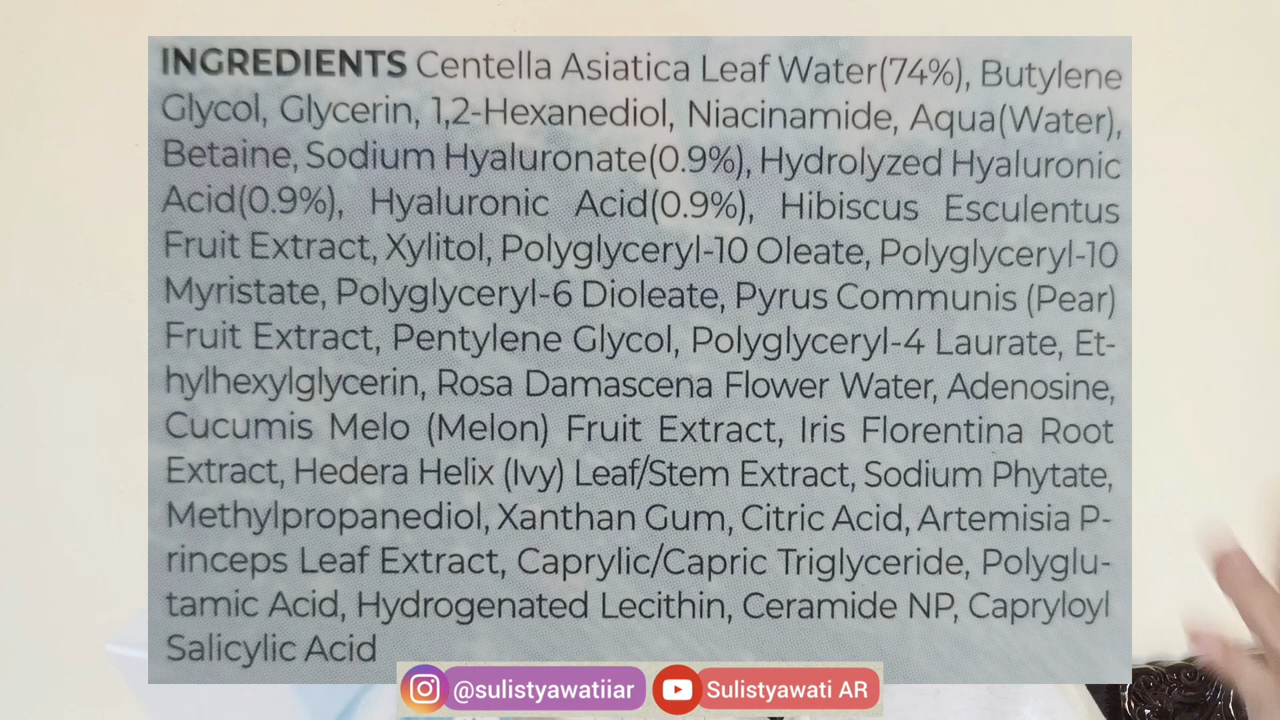 INGREDIENTS Centella Asiatica Leaf Water(74%), Butylene
Glycol, Glycerin, 1,2-Hexanediol, Niacinamide, Aqua(Water),
Betaine, Sodium Hyaluronate(0.9%), Hydrolyzed Hyaluronic
Acid(0.9%), Hyaluronic Acid(0.9%), Hibiscus Esculentus
Fruit Extract, Xylitol, Polyglyceryl-10 Oleate, Polyglyceryl-10
Myristate, Polyglyceryl-6 Dioleate, Pyrus Communis (Pear)
Fruit Extract, Pentylene Glycol, Polyglyceryl-4 Laurate, Et-
hylhexylglycerin, Rosa Damascena Flower Water, Adenosine,
Cucumis Melo (Melon) Fruit Extract, Iris Florentina Root
Extract, Hedera Helix (Ivy) Leaf/Stem Extract, Sodium Phytate,
Methylpropanediol, Xanthan Gum, Citric Acid, Artemisia P-
rinceps Leaf Extract, Caprylic/Capric Triglyceride, Polyglu-
tamic Acid, Hydrogenated Lecithin, Ceramide NP, Capryloyl
Salicylic Acid
@sulistyawatiiar Sulistyawati AR